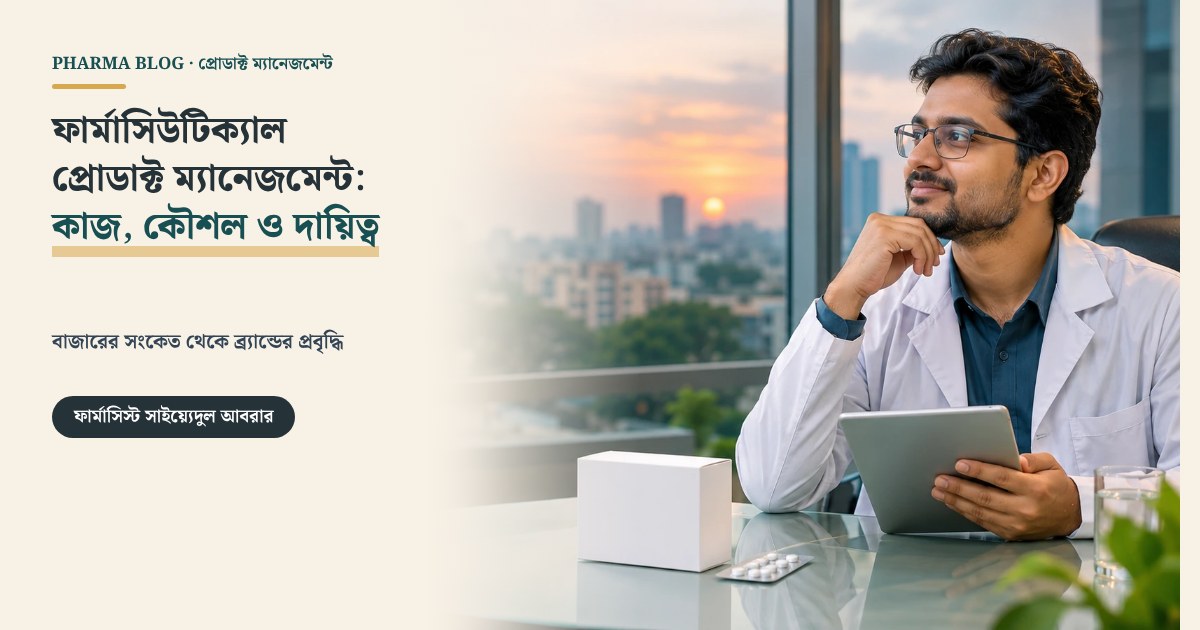 PHARMA BLOG · প্রোডাক্ট ম্যানেজমেন্ট
ফার্মাসিউটিক্যাল
প্রোডাক্ট ম্যানেজমেন্ট:
কাজ, কৌশল ও দায়িত্ব
বাজারের সংকেত থেকে ব্র্যান্ডের প্রবৃদ্ধি
ফার্মাসিস্ট সাইয়্যেদুল আবরার